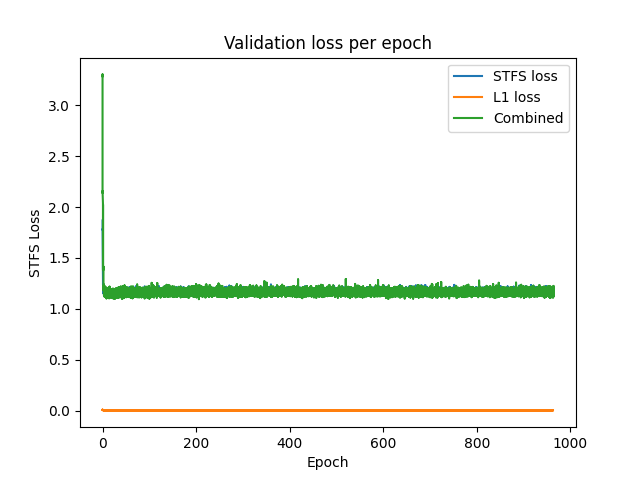 Validation loss per epoch
STFS loss
L1 loss
Combined
3.0
2.5
2.0
1.5
1.0
0.5
0.0
STFS Loss
0 200 400 600 800 1000
Epoch